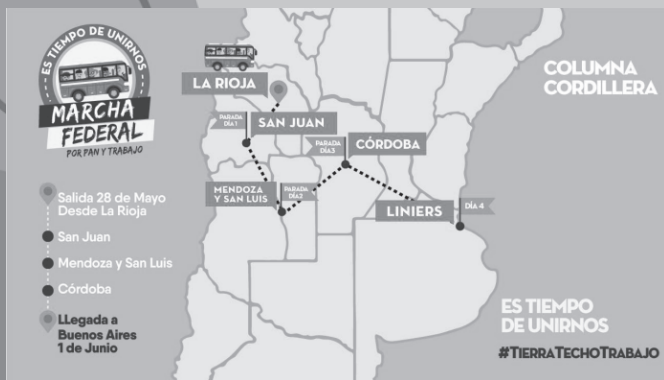 ES TIEMPO DE UNIRNOS
MARCHA
FEDERAL
POR PAN Y TRABAJO
Salida 28 de Mayo
Desde La Rioja
San Juan
Mendoza y San Luis
Córdoba
LLegada a
Buenos Aires
1 de Junio
LA RIOJA
PARADA
DÍA 1
SAN JUAN
PARADA
DÍA 3
CÓRDOBA
MENDOZA
Y SAN LUIS
PARADA
DÍA 2
LINIERS
DÍA 4
COLUMNA
CORDILLERA
ES TIEMPO
DE UNIRNOS
#TIERRATECHOTRABAJO